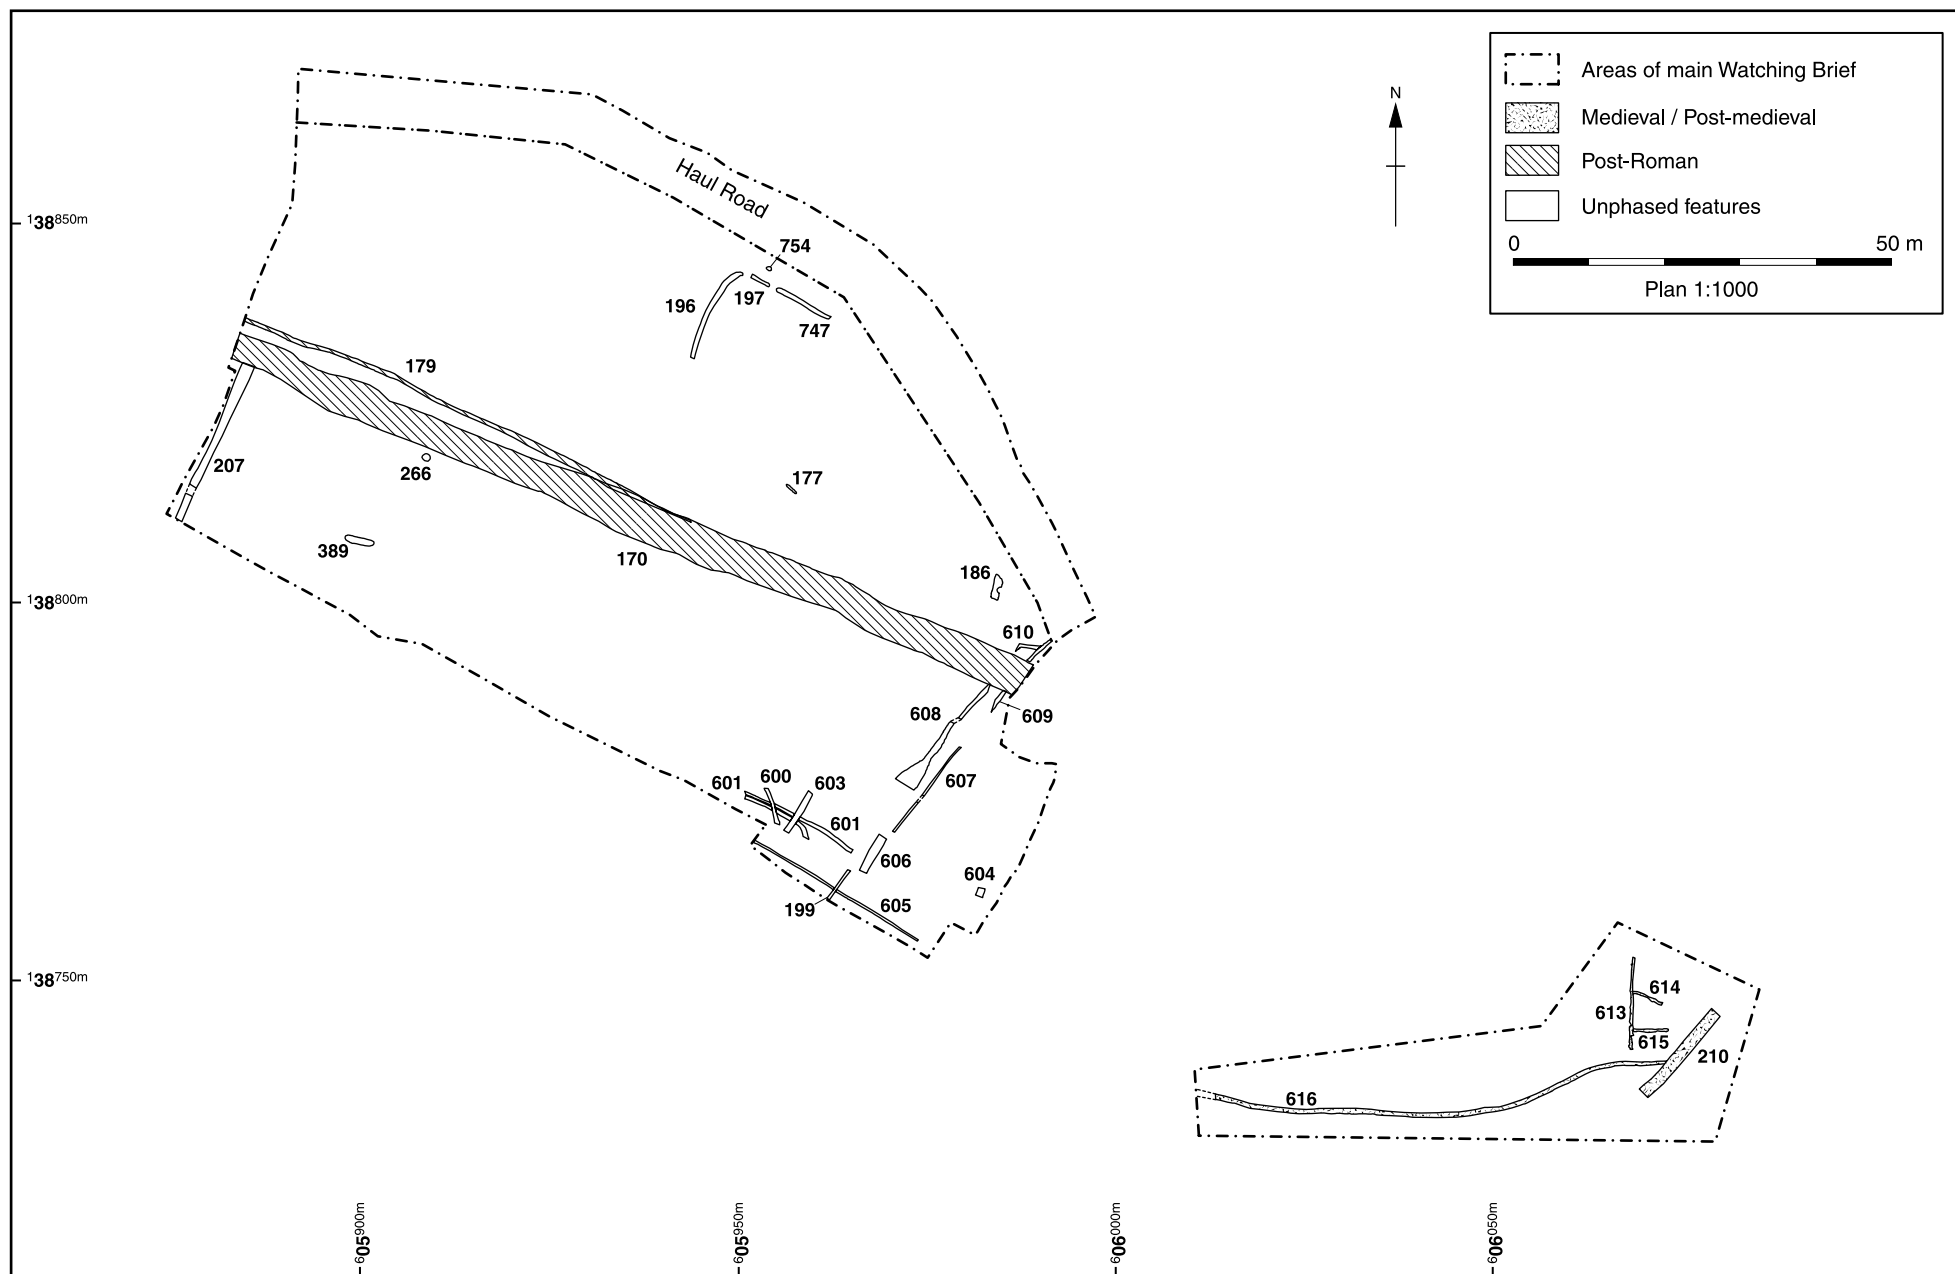 Areas of main Watching Brief
Medieval / Post-medieval
Post-Roman
Unphased features
0 50 m
Plan 1:1000
N
Haul Road
138850m
138800m
138750m
605900m
605950m
606000m
606050m
754
196
197
747
179
207
266
177
389
170
186
610
608
609
601
600
603
607
601
606
604
199
605
614
613
615
210
616